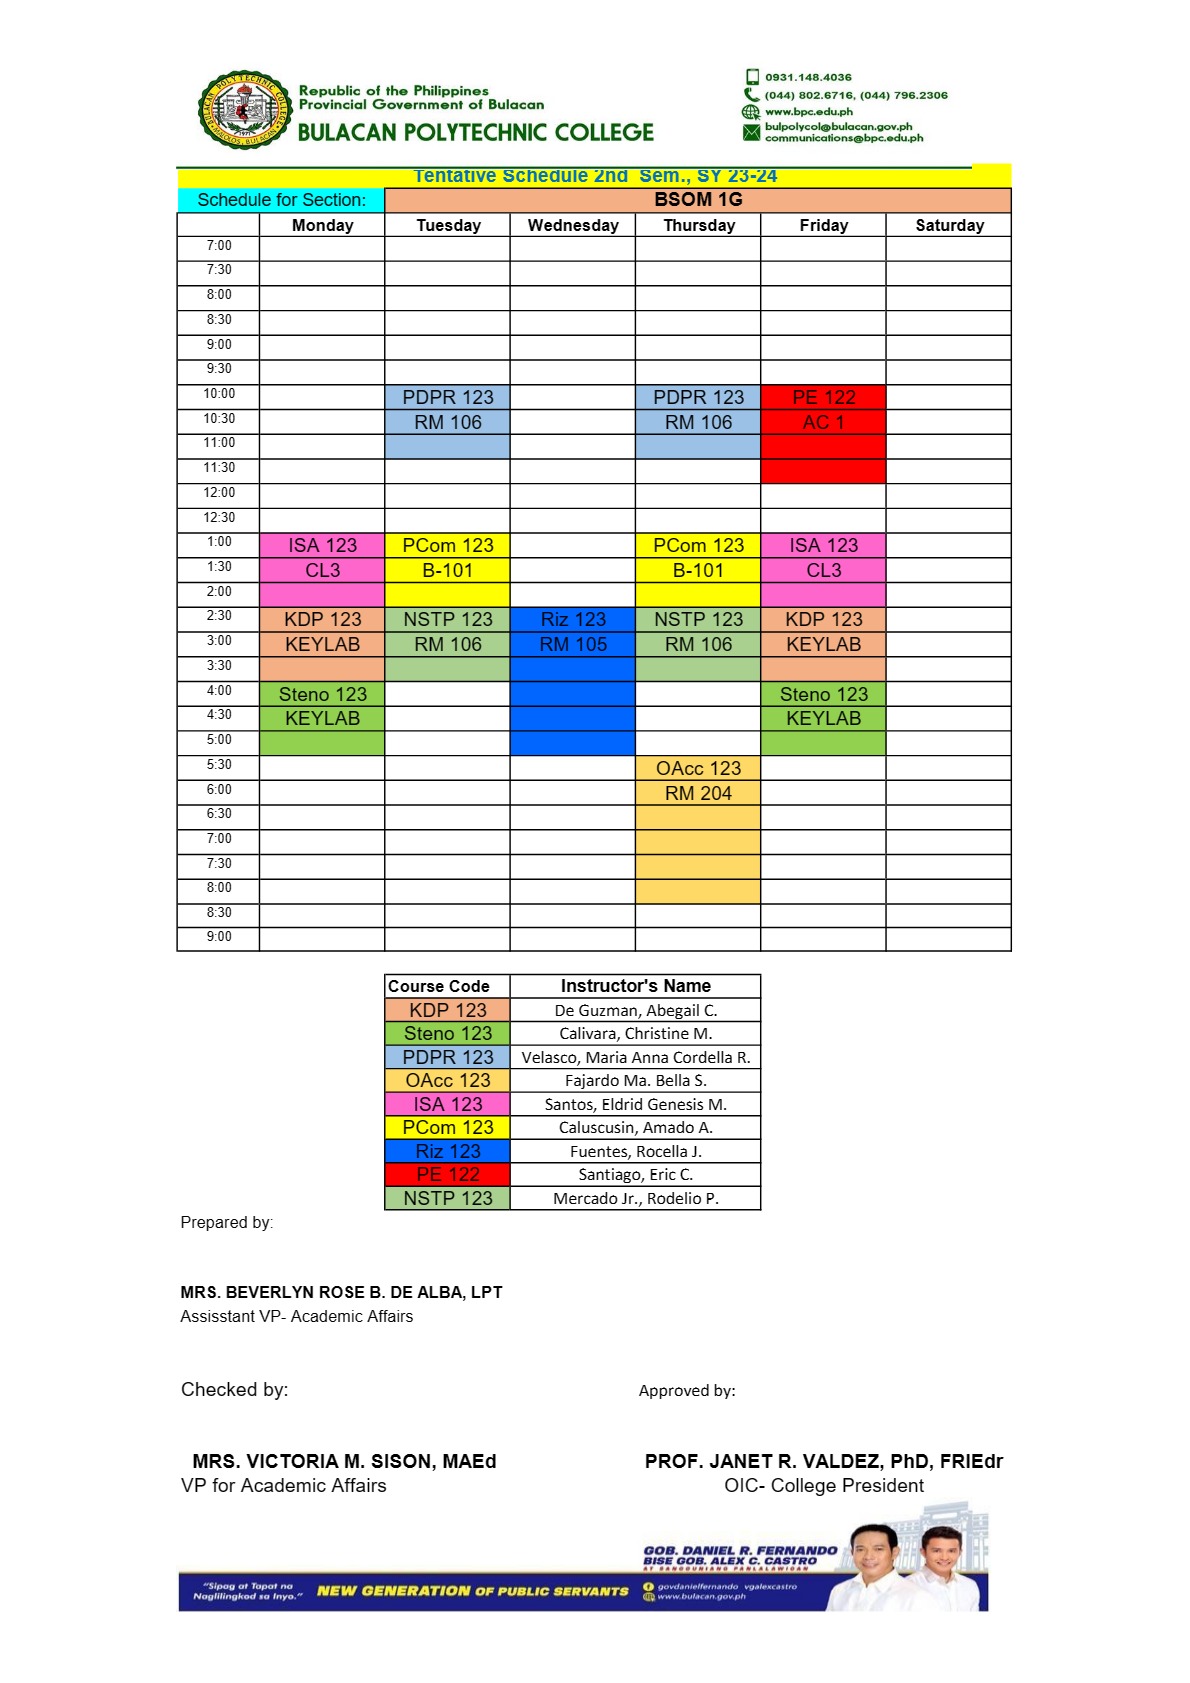 BULACAN POLYTECHNIC COLLEGE
MALOLOS, BULACAN
1971
Republic of the Philippines
Provincial Government of Bulacan
BULACAN POLYTECHNIC COLLEGE
0931.148.4036
(044) 802.6716, (044) 796.2306
www.bpc.edu.ph
bulpolycol@bulacan.gov.ph
communications@bpc.edu.ph
Tentative Schedule 2nd Sem., SY 23-24
Schedule for Section: BSOM 1G
Monday Tuesday Wednesday Thursday Friday Saturday
7:00
7:30
8:00
8:30
9:00
9:30
10:00 PDPR 123 PDPR 123 PE 122
10:30 RM 106 RM 106 AC 1
11:00
11:30
12:00
12:30
1:00 ISA 123 PCom 123 PCom 123 ISA 123
1:30 CL3 B-101 B-101 CL3
2:00
2:30 KDP 123 NSTP 123 Riz 123 NSTP 123 KDP 123
3:00 KEYLAB RM 106 RM 105 RM 106 KEYLAB
3:30
4:00 Steno 123 Steno 123
4:30 KEYLAB KEYLAB
5:00
5:30 OAcc 123
6:00 RM 204
6:30
7:00
7:30
8:00
8:30
9:00
Course Code Instructor's Name
KDP 123 De Guzman, Abegail C.
Steno 123 Calivara, Christine M.
PDPR 123 Velasco, Maria Anna Cordella R.
OAcc 123 Fajardo Ma. Bella S.
ISA 123 Santos, Eldrid Genesis M.
PCom 123 Caluscusin, Amado A.
Riz 123 Fuentes, Rocella J.
PE 122 Santiago, Eric C.
NSTP 123 Mercado Jr., Rodelio P.
Prepared by:
MRS. BEVERLYN ROSE B. DE ALBA, LPT
Assisstant VP- Academic Affairs
Checked by: Approved by:
MRS. VICTORIA M. SISON, MAEd PROF. JANET R. VALDEZ, PhD, FRIEdr
VP for Academic Affairs OIC- College President
GOB. DANIEL R. FERNANDO
BISE GOB. ALEX C. CASTRO
AT SANGGUNIANG PANLALAWIGAN
"Sipag at Tapat na
Naglilingkod sa Inyo."
NEW GENERATION OF PUBLIC SERVANTS
govdanielfernando vgalexcastro
www.bulacan.gov.ph